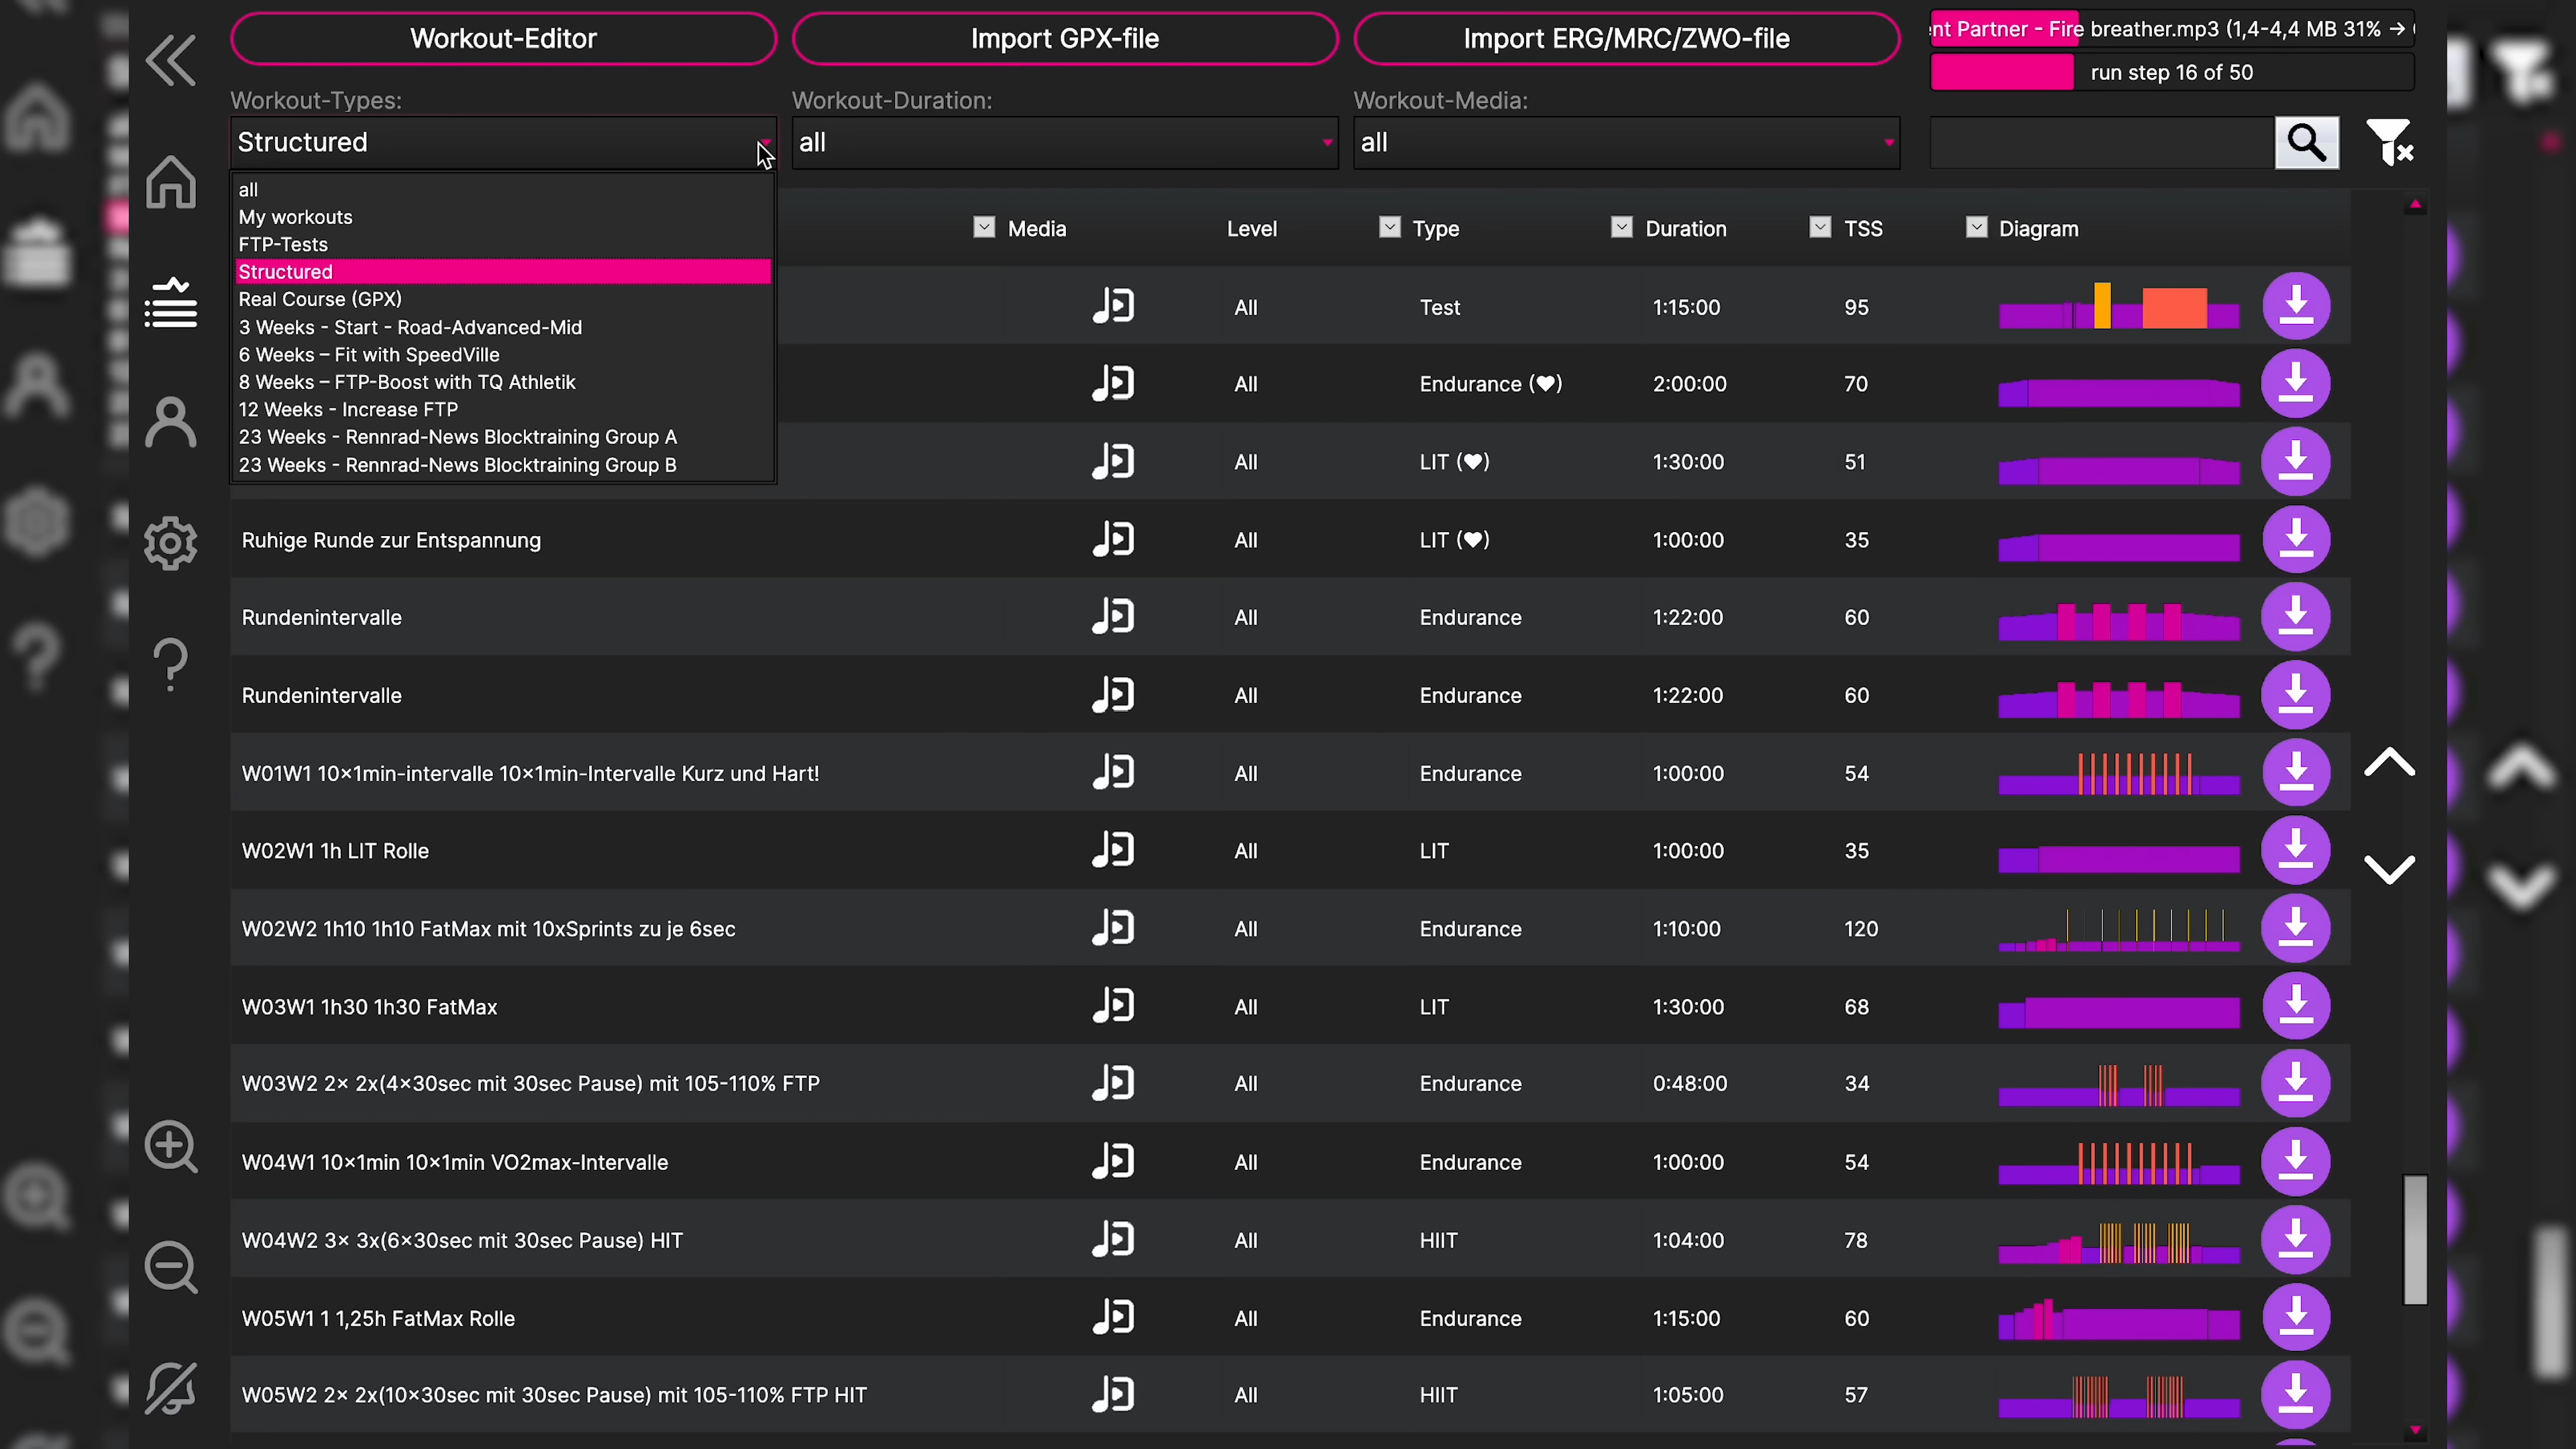 Workout-Editor
Import GPX-file
Import ERG/MRC/ZWO-file
nt Partner - Fire breather.mp3 (1,4-4,4 MB 31% →
run step 16 of 50
Workout-Types:
Workout-Duration:
Workout-Media:
Structured
all
all
all
My workouts
FTP-Tests
Structured
Real Course (GPX)
3 Weeks - Start - Road-Advanced-Mid
6 Weeks – Fit with SpeedVille
8 Weeks – FTP-Boost with TQ Athletik
12 Weeks - Increase FTP
23 Weeks - Rennrad-News Blocktraining Group A
23 Weeks - Rennrad-News Blocktraining Group B
Media Level Type Duration TSS Diagram
All Test 1:15:00 95
All Endurance (♥) 2:00:00 70
All LIT (♥) 1:30:00 51
Ruhige Runde zur Entspannung All LIT (♥) 1:00:00 35
Rundenintervalle All Endurance 1:22:00 60
Rundenintervalle All Endurance 1:22:00 60
W01W1 10×1min-intervalle 10×1min-Intervalle Kurz und Hart! All Endurance 1:00:00 54
W02W1 1h LIT Rolle All LIT 1:00:00 35
W02W2 1h10 1h10 FatMax mit 10xSprints zu je 6sec All Endurance 1:10:00 120
W03W1 1h30 1h30 FatMax All LIT 1:30:00 68
W03W2 2× 2x(4×30sec mit 30sec Pause) mit 105-110% FTP All Endurance 0:48:00 34
W04W1 10×1min 10×1min VO2max-Intervalle All Endurance 1:00:00 54
W04W2 3× 3x(6×30sec mit 30sec Pause) HIT All HIIT 1:04:00 78
W05W1 1 1,25h FatMax Rolle All Endurance 1:15:00 60
W05W2 2× 2x(10×30sec mit 30sec Pause) mit 105-110% FTP HIT All HIIT 1:05:00 57